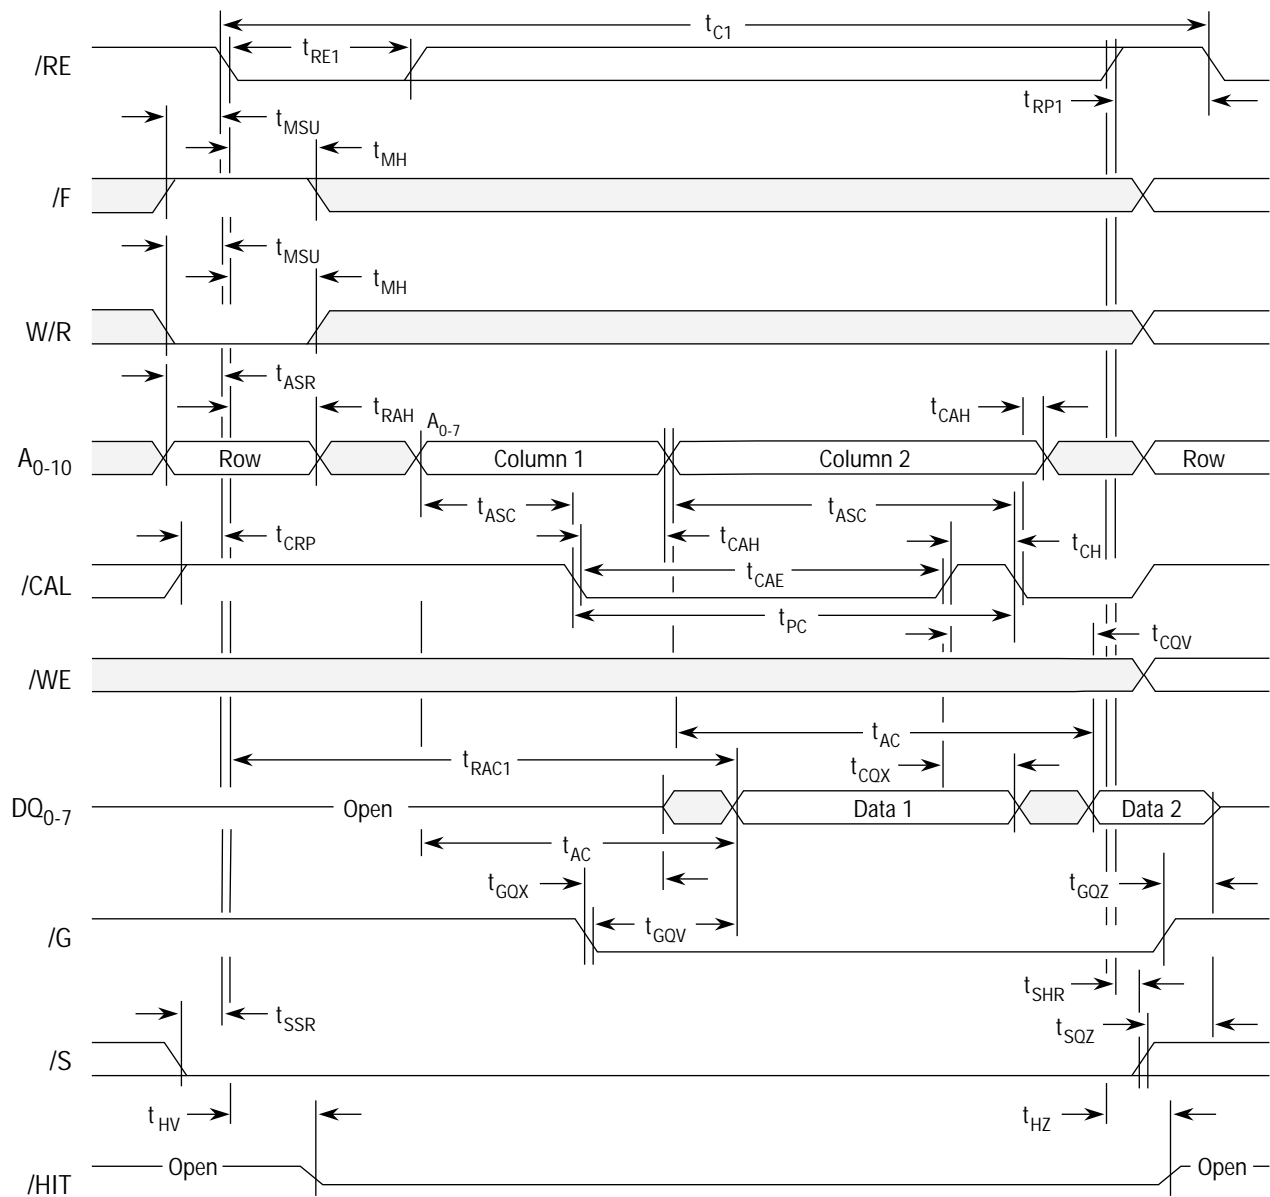 tC1
/RE
tRE1
tRP1
tMSU
tMH
/F
tMSU
tMH
W/R
tASR
tRAH
A0-7
tCAH
A0-10
Row
Column 1
Column 2
Row
tASC
tASC
tCRP
tCAH
tCH
/CAL
tCAE
tPC
tCQV
/WE
tAC
tRAC1
tCQX
DQ0-7
Open
Data 1
Data 2
tAC
tGQX
tGQZ
/G
tGQV
tSHR
tSSR
tSQZ
/S
tHV
tHZ
/HIT
Open
Open